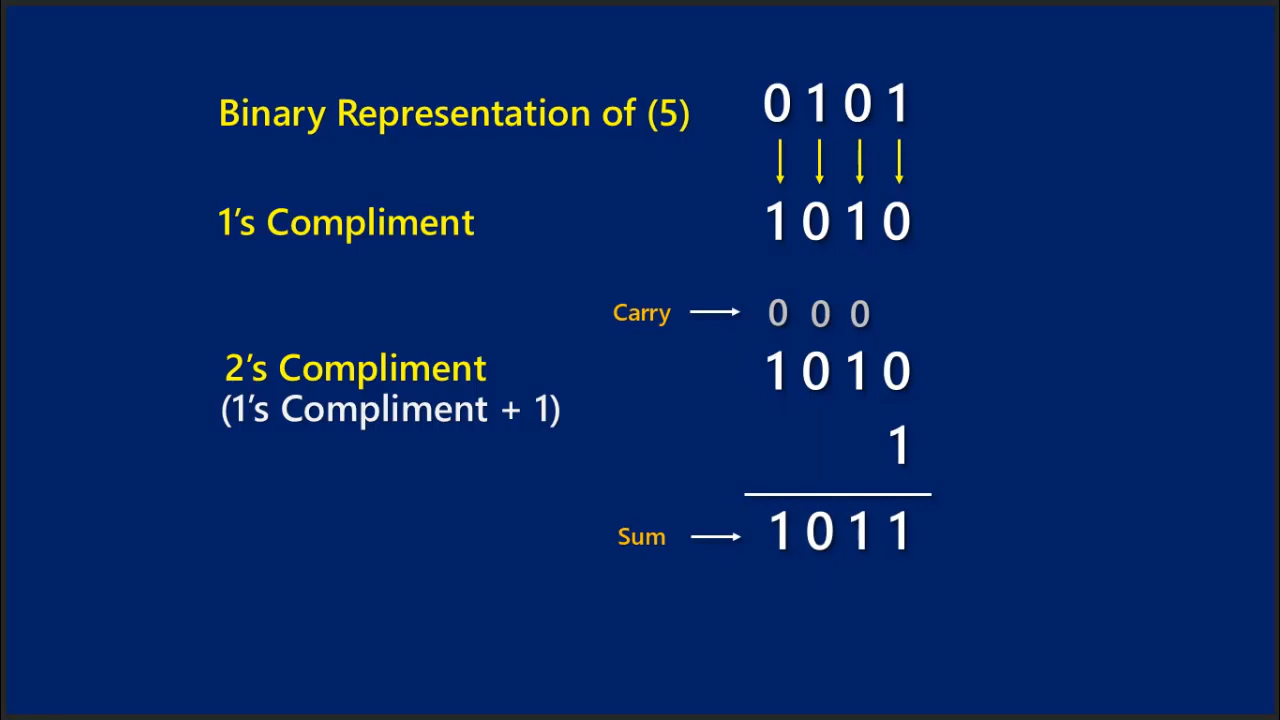 Binary Representation of (5) 0 1 0 1
1's Compliment 1 0 1 0
Carry 0 0 0
2's Compliment 1 0 1 0
(1's Compliment + 1)
1
Sum 1 0 1 1